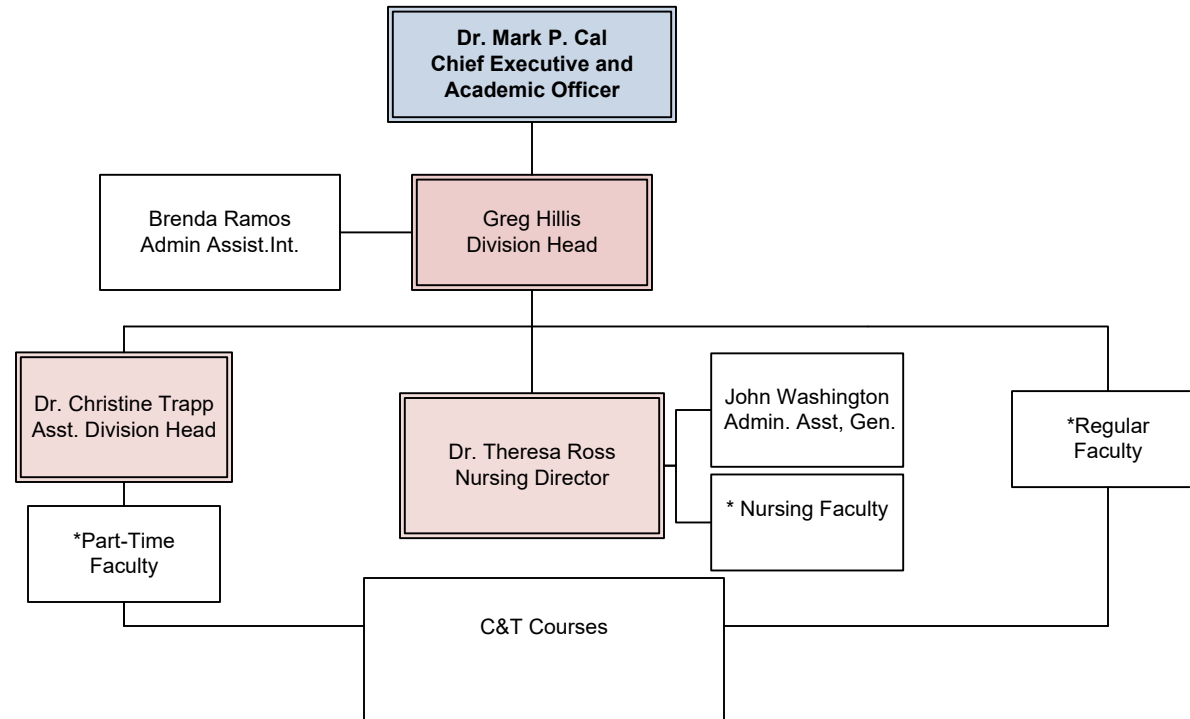 Dr. Mark P. Cal
Chief Executive and
Academic Officer
Brenda Ramos
Admin Assist.Int.
Greg Hillis
Division Head
Dr. Christine Trapp
Asst. Division Head
Dr. Theresa Ross
Nursing Director
John Washington
Admin. Asst, Gen.
* Nursing Faculty
*Regular
Faculty
*Part-Time
Faculty
C&T Courses